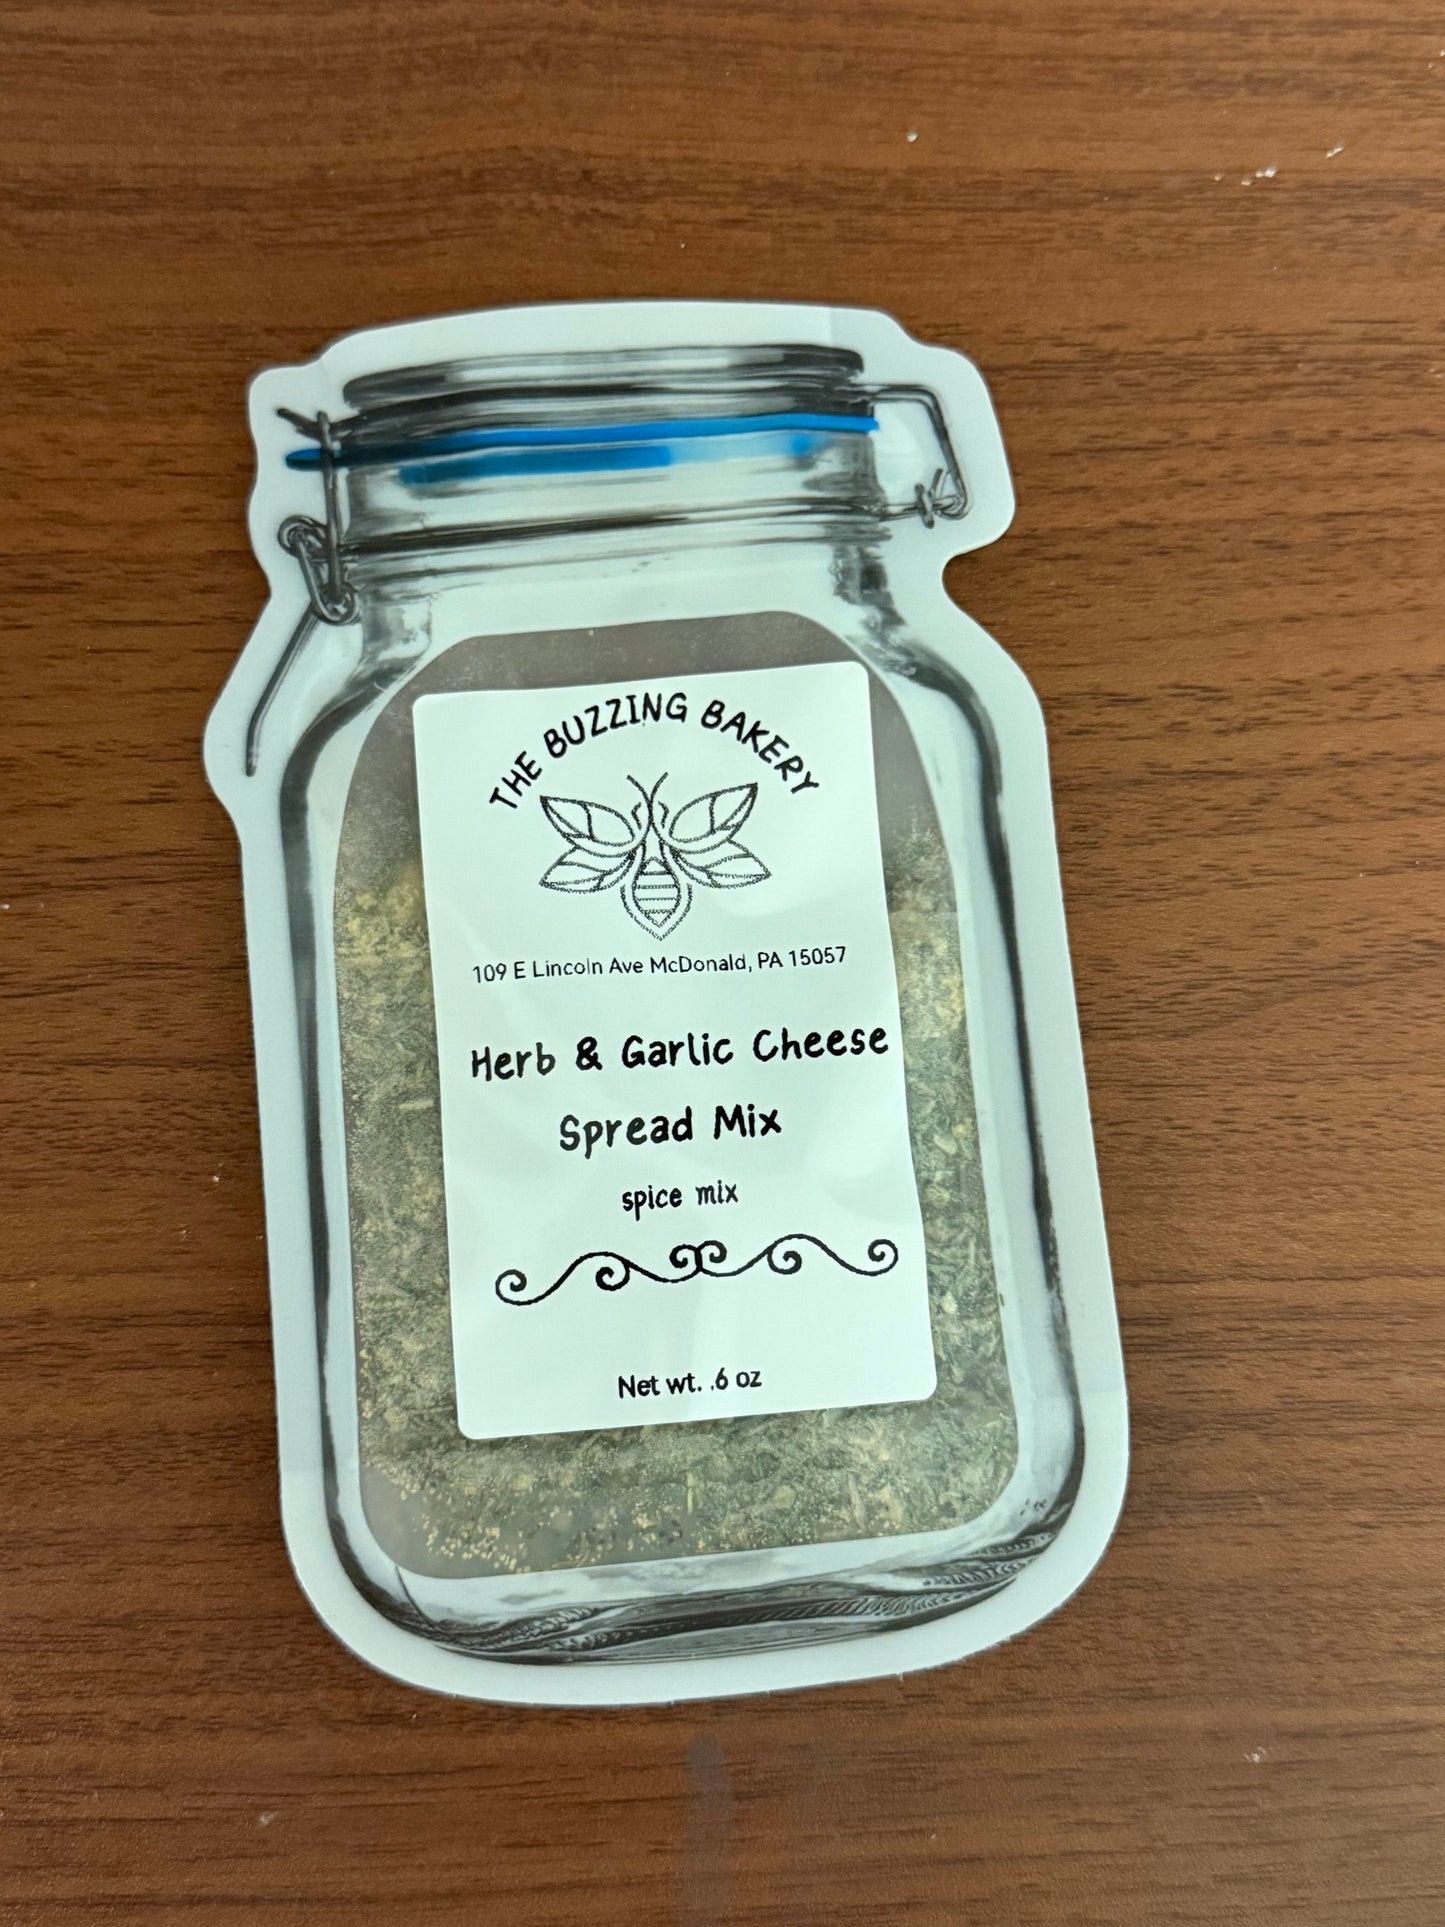 THE BUZZING BAKERY
109 E Lincoln Ave McDonald, PA 15057
Herb & Garlic Cheese
Spread Mix
spice mix
Net wt. .6 oz